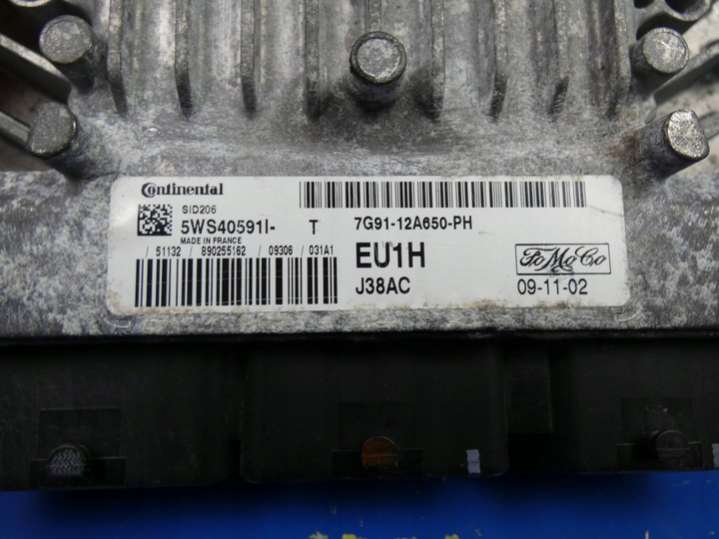 Continental
SID206
5WS40591I- T
MADE IN FRANCE
/ 51132 / 890255162 / 09306 / 031A1
7G91-12A650-PH
EU1H
J38AC
FoMoCo
09-11-02